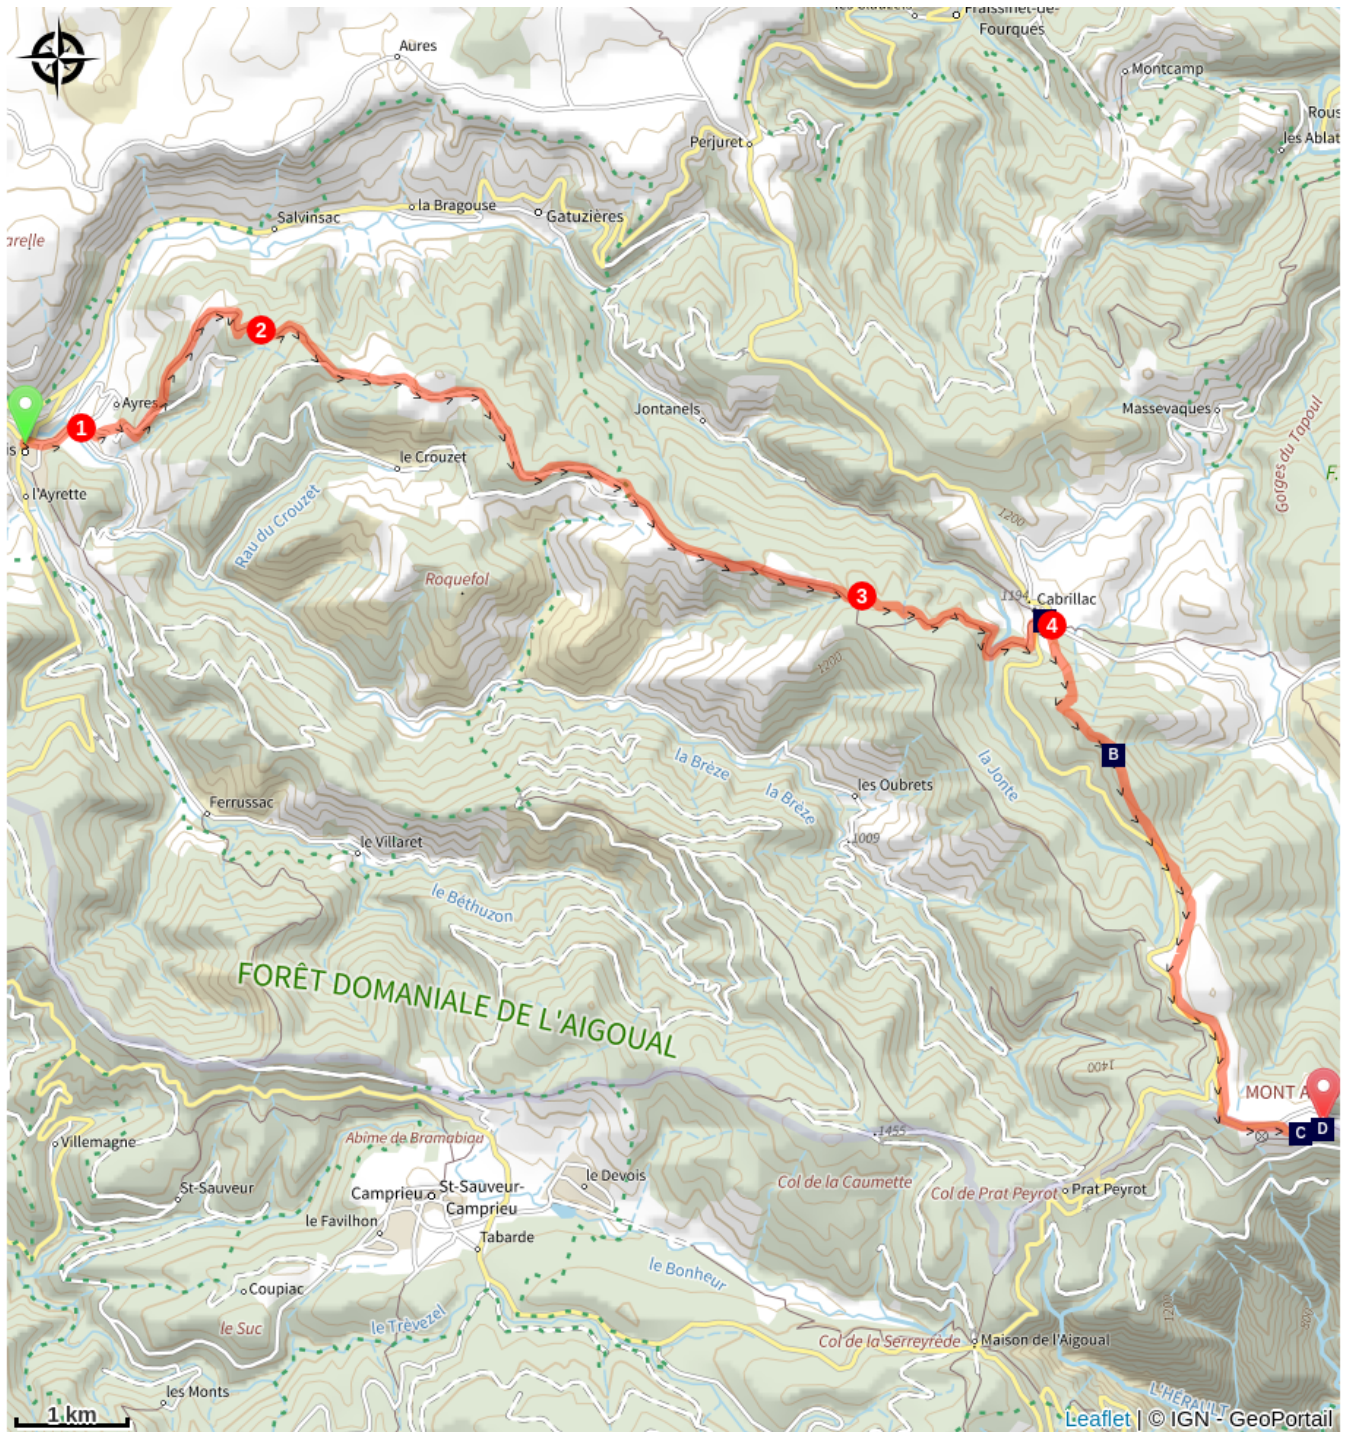 Fraissinet-de-
Fourques
Aures
Montcamp
Rous
les Ablat
Perjuret
la Bragouse
Salvinsac
Gatuzières
arelle
Ayres
2
1
is
l'Ayrette
Jontanels
Massevaques
Gorges du Tapoul
le Crouzet
F.
Rau du Crouzet
1200
Roquefol
3
1194
Cabrillac
4
1200
B
la Brèze
la Jonte
la Brèze
les Oubrets
Ferrussac
1009
le Villaret
le Béthuzon
FORÊT DOMANIALE DE L'AIGOUAL
1400
MONT A
C
D
1455
Villemagne
Abîme de Bramabiau
St-Sauveur
Camprieu
St-Sauveur-
Camprieu
le Devois
Col de la Caumette
Col de Prat Peyrot
Prat Peyrot
le Favilhon
Tabarde
le Bonheur
Coupiac
1200
le Suc
le Trèvezel
Col de la Serreyrède
Maison de l'Aigoual
les Monts
L'HÉRAULT
1 km
Leaflet | © IGN - GeoPortail